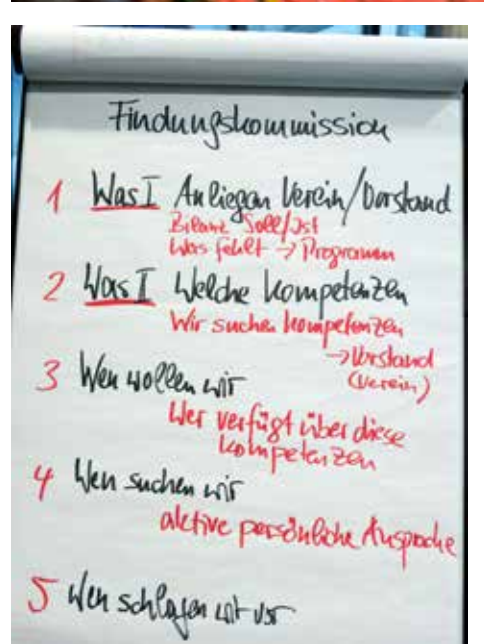 Findungskommission
1 Was I Anliegen Verein/Vorstand
Bilanz Soll/Ist
Was fehlt → Programm
2 Was I Welche Kompetenzen
Wir suchen Kompetenzen
→ Vorstand
(Verein)
3 Wen wollen wir
Wer verfügt über diese
Kompetenzen
4 Wen suchen wir
aktive persönliche Ansprache
5 Wen schlagen wir vor